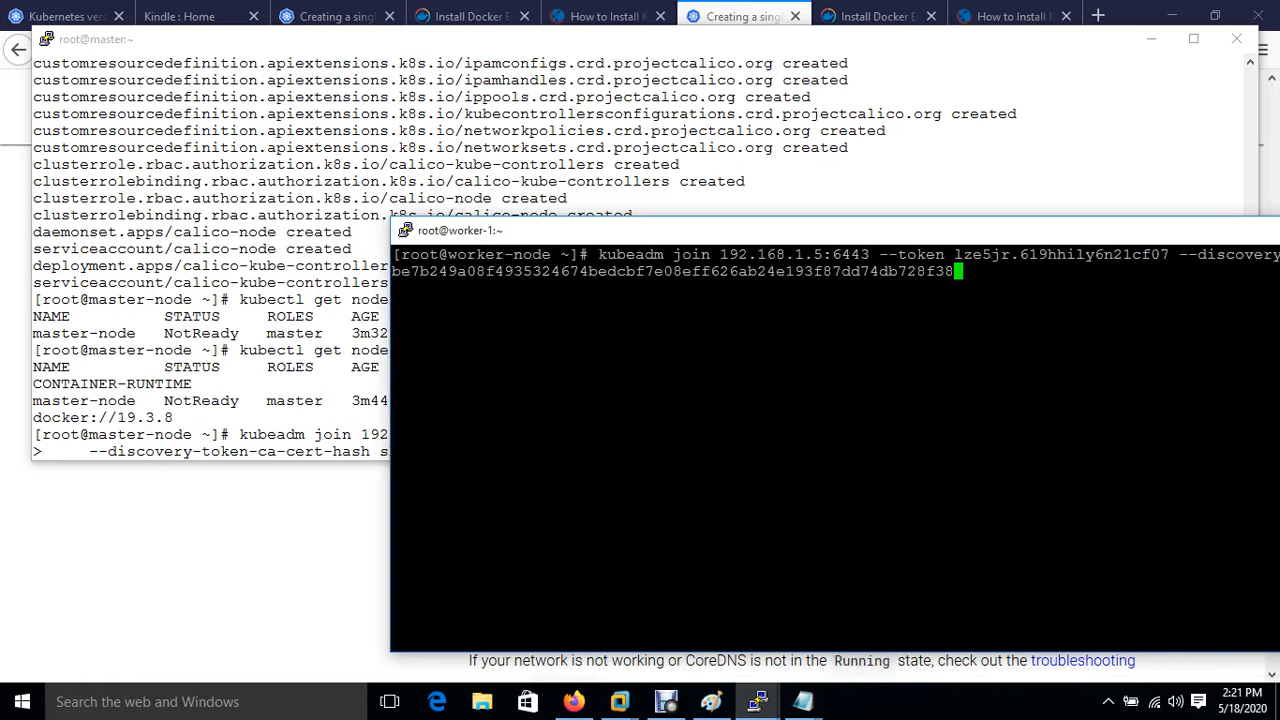 Kubernetes vers
Kindle : Home
Creating a singl
Install Docker E
How to Install K
Creating a singl
Install Docker E
How to Install K
root@master:~
customresourcedefinition.apiextensions.k8s.io/ipamconfigs.crd.projectcalico.org created
customresourcedefinition.apiextensions.k8s.io/ipamhandles.crd.projectcalico.org created
customresourcedefinition.apiextensions.k8s.io/ippools.crd.projectcalico.org created
customresourcedefinition.apiextensions.k8s.io/kubecontrollersconfigurations.crd.projectcalico.org created
customresourcedefinition.apiextensions.k8s.io/networkpolicies.crd.projectcalico.org created
customresourcedefinition.apiextensions.k8s.io/networksets.crd.projectcalico.org created
clusterrole.rbac.authorization.k8s.io/calico-kube-controllers created
clusterrolebinding.rbac.authorization.k8s.io/calico-kube-controllers created
clusterrole.rbac.authorization.k8s.io/calico-node created
clusterrolebinding.rbac.authorization.k8s.io/calico-node created
daemonset.apps/calico-node created
serviceaccount/calico-node created
deployment.apps/calico-kube-controller
serviceaccount/calico-kube-controllers
[root@master-node ~]# kubectl get node
NAME STATUS ROLES AGE
master-node NotReady master 3m32
[root@master-node ~]# kubectl get node
NAME STATUS ROLES AGE
CONTAINER-RUNTIME
master-node NotReady master 3m44
docker://19.3.8
[root@master-node ~]# kubeadm join 192
> --discovery-token-ca-cert-hash s
root@worker-1:~
[root@worker-node ~]# kubeadm join 192.168.1.5:6443 --token lze5jr.619hhily6n21cf07 --discovery
be7b249a08f4935324674bedcbf7e08eff626ab24e193f87dd74db728f38
If your network is not working or CoreDNS is not in the Running state, check out the troubleshooting
Search the web and Windows
2:21 PM
5/18/2020